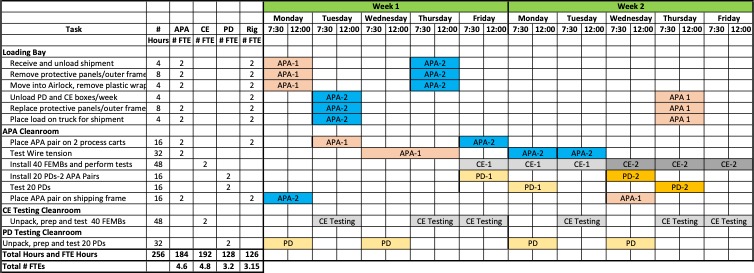 Week 1 Week 2
Monday Tuesday Wednesday Thursday Friday Monday Tuesday Wednesday Thursday Friday
Task # APA CE PD Rig 7:30 12:00 7:30 12:00 7:30 12:00 7:30 12:00 7:30 12:00 7:30 12:00 7:30 12:00 7:30 12:00 7:30 12:00 7:30 12:00
Hours # FTE # FTE # FTE # FTE
Loading Bay
Receive and unload shipment 4 2 2 APA-1 APA-2
Remove protective panels/outer frame 8 2 2 APA-1 APA-2
Move into Airlock, remove plastic wrap 4 2 2 APA-1 APA-2
Unload PD and CE boxes/week 4 2 APA-2 APA 1
Replace protective panels/outer frame 8 2 2 APA-2 APA 1
Place load on truck for shipment 4 2 APA-2 APA 1
APA Cleanroom
Place APA pair on 2 process carts 16 2 2 APA-1 APA-2
Test Wire tension 32 2 APA-1 APA-2 APA-2
Install 40 FEMBs and perform tests 48 2 CE-1 CE-1 CE-1 CE-2 CE-2 CE-2
Install 20 PDs-2 APA Pairs 16 2 PD-1 PD-2
Test 20 PDs 16 2 PD-1 PD-2
Place APA pair on shipping frame 16 2 2 APA-2 APA-1
CE Testing Cleanroom
Unpack, prep and test 40 FEMBs 48 2 CE Testing CE Testing CE Testing CE Testing CE Testing CE Testing
PD Testing Cleanroom
Unpack, prep and test 20 PDs 32 2 PD PD PD PD
Total Hours and FTE Hours 256 184 192 128 126
Total # FTEs 4.6 4.8 3.2 3.15